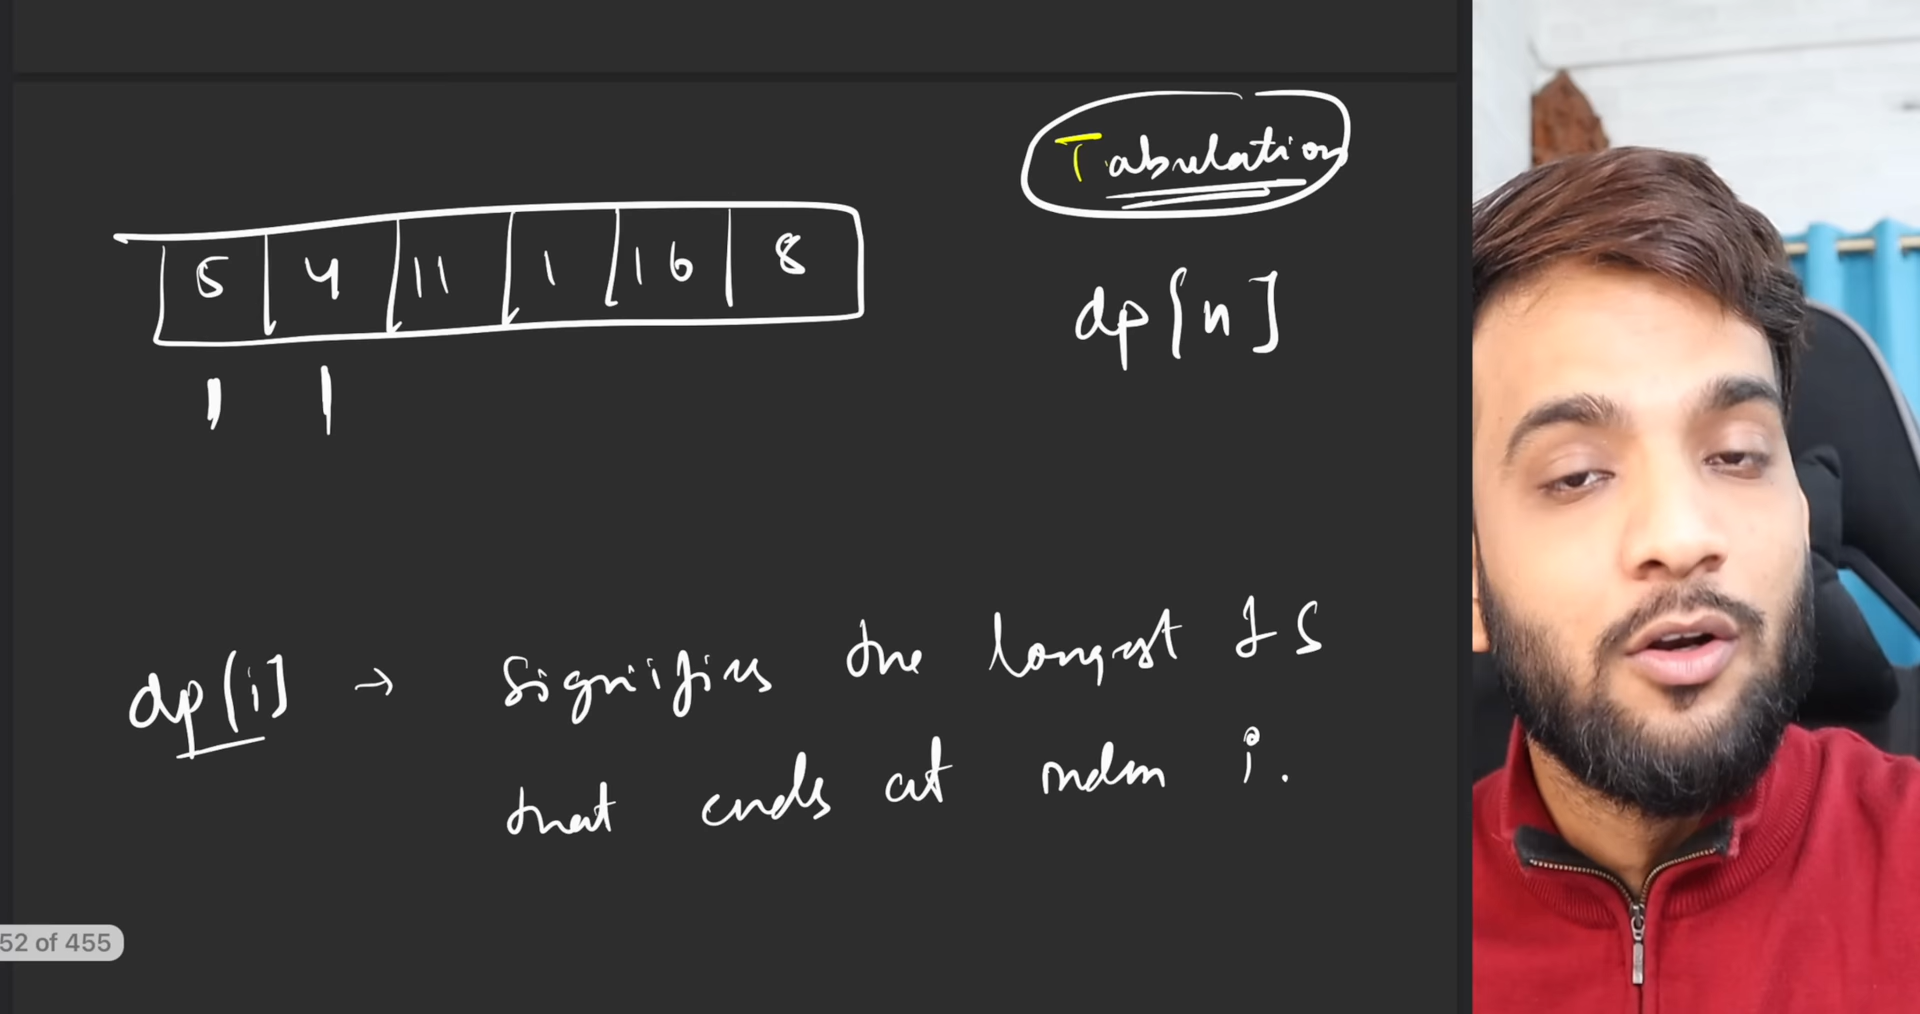 Tabulation
5 4 11 1 16 8
dp[n]
1 1
dp[i] → signifies the longest IS
that ends at index i.
52 of 455